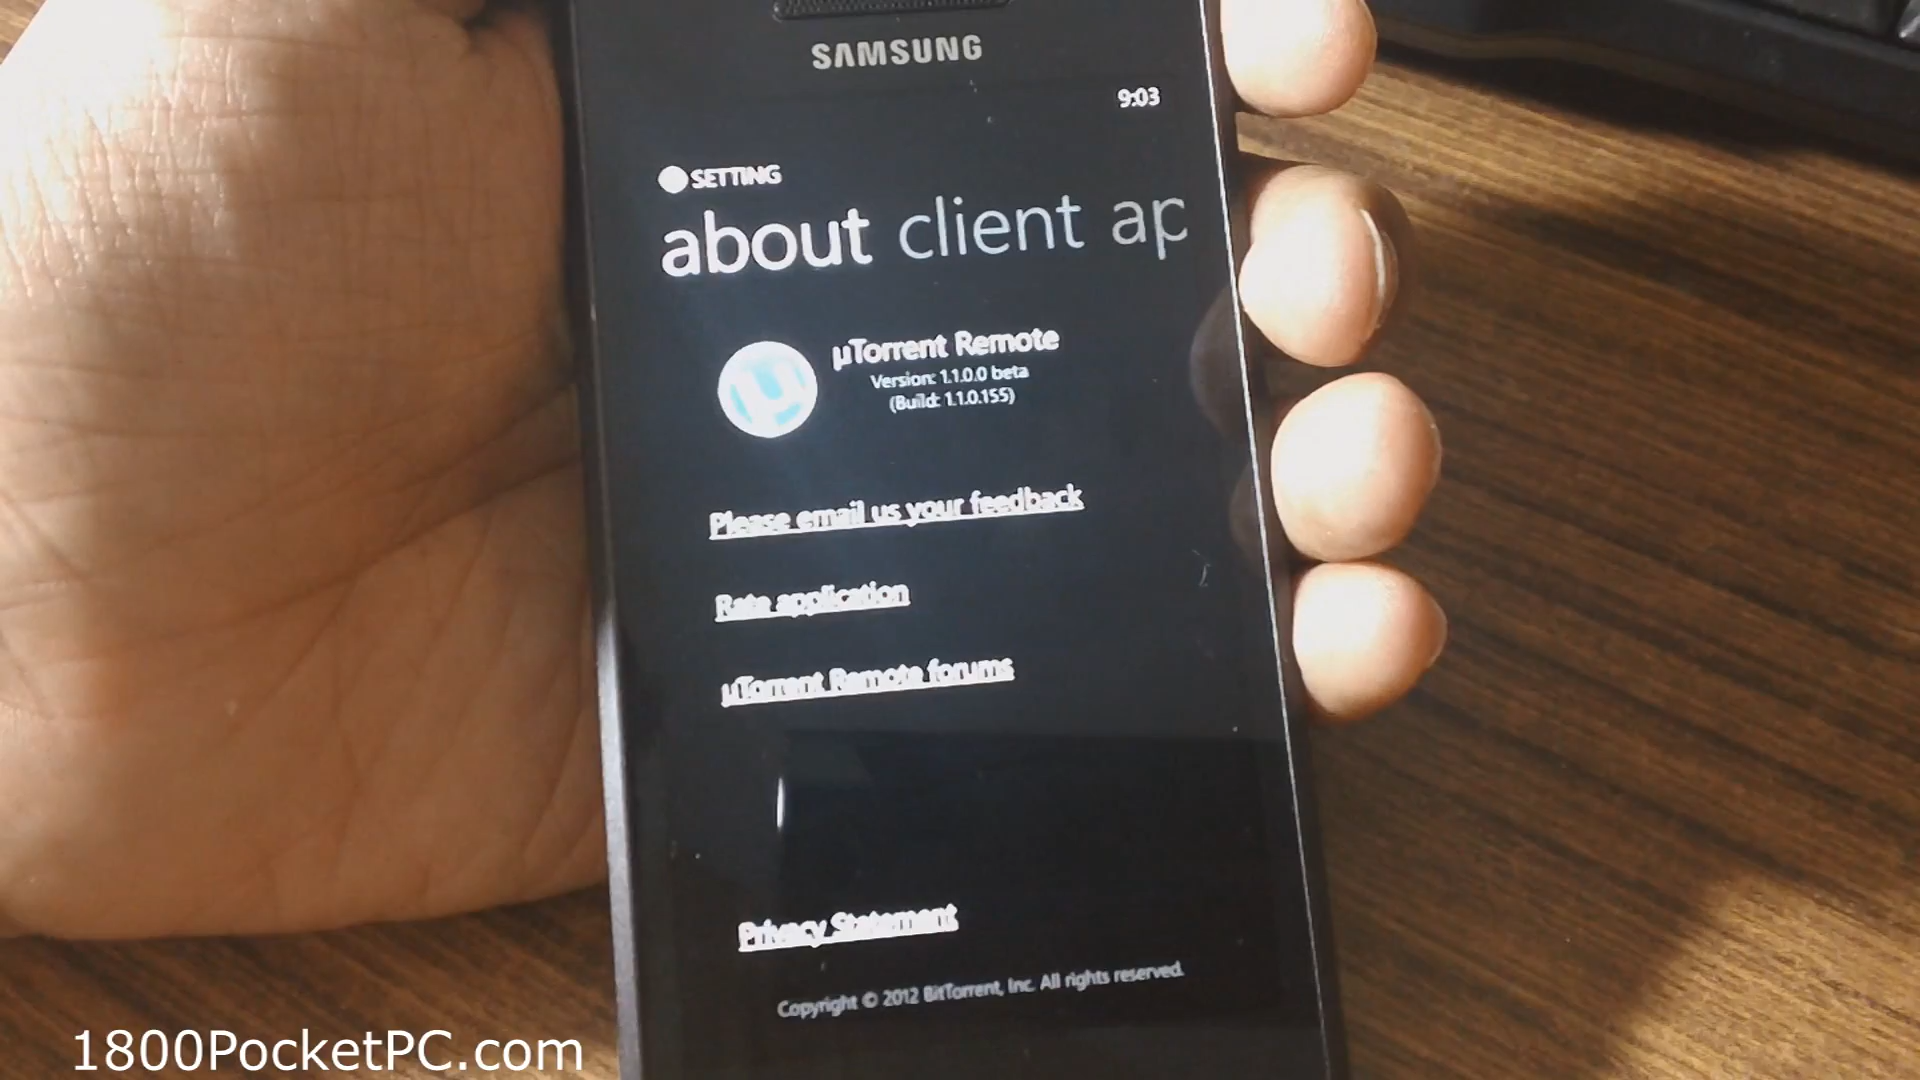 SAMSUNG
9:03
SETTING
about client ap
µTorrent Remote
Version: 1.1.0.0 beta
(Build: 1.1.0.155)
Please email us your feedback
Rate application
µTorrent Remote forums
Privacy Statement
Copyright © 2012 BitTorrent, Inc. All rights reserved.
1800PocketPC.com